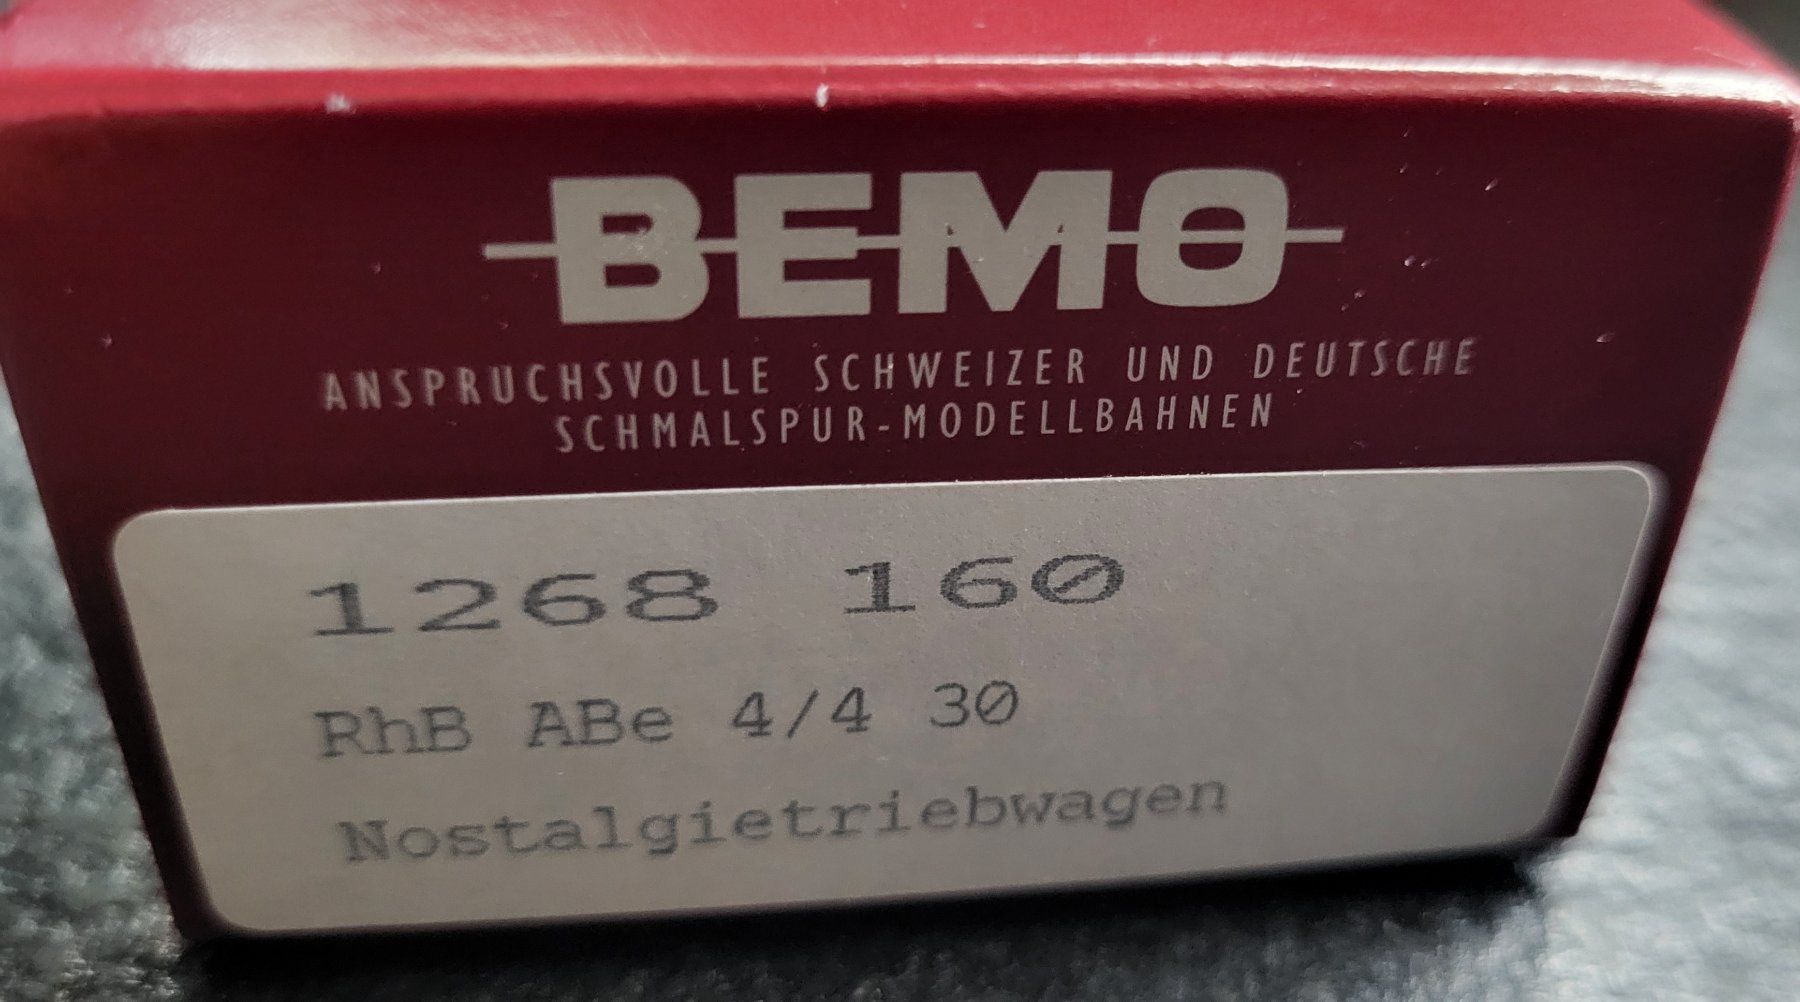 BEMO
ANSPRUCHSVOLLE SCHWEIZER UND DEUTSCHE
SCHMALSPUR-MODELLBAHNEN
1268 160
RhB ABe 4/4 30
Nostalgietriebwagen